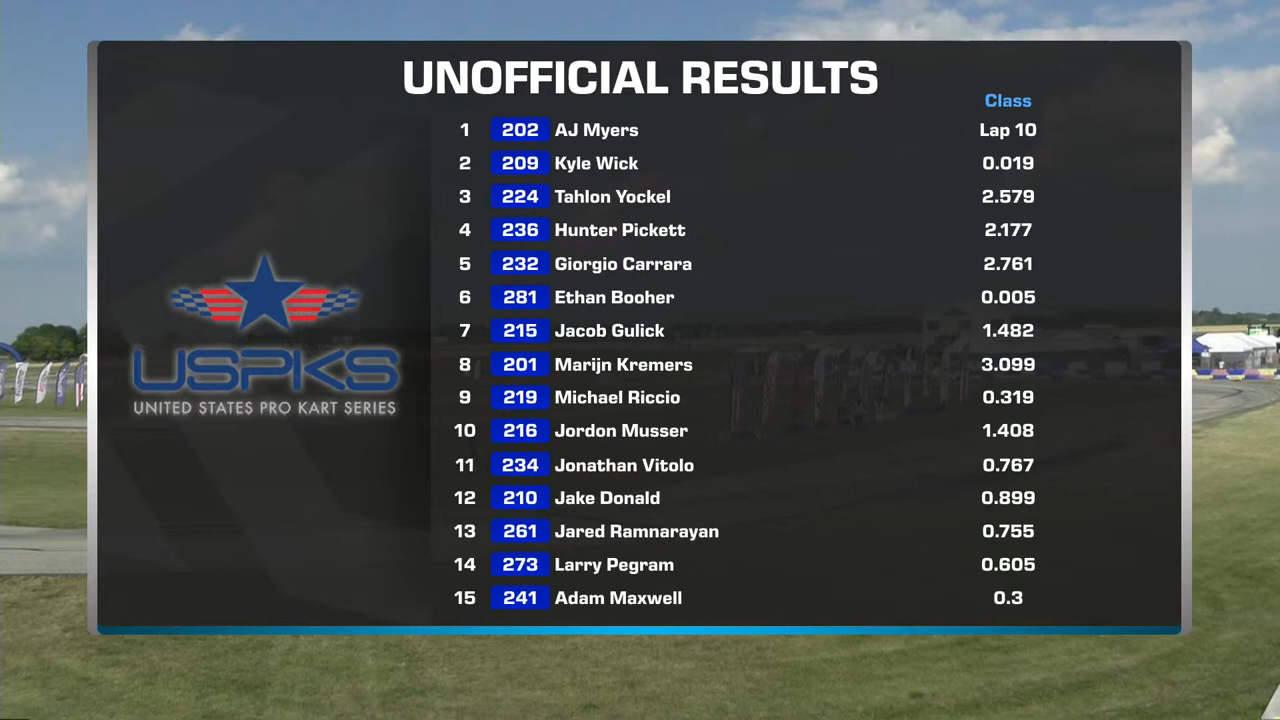 UNOFFICIAL RESULTS
Class
1 202 AJ Myers Lap 10
2 209 Kyle Wick 0.019
3 224 Tahlon Yockel 2.579
4 236 Hunter Pickett 2.177
5 232 Giorgio Carrara 2.761
6 281 Ethan Booher 0.005
7 215 Jacob Gulick 1.482
8 201 Marijn Kremers 3.099
9 219 Michael Riccio 0.319
10 216 Jordon Musser 1.408
11 234 Jonathan Vitolo 0.767
12 210 Jake Donald 0.899
13 261 Jared Ramnarayan 0.755
14 273 Larry Pegram 0.605
15 241 Adam Maxwell 0.3
USPKS
UNITED STATES PRO KART SERIES